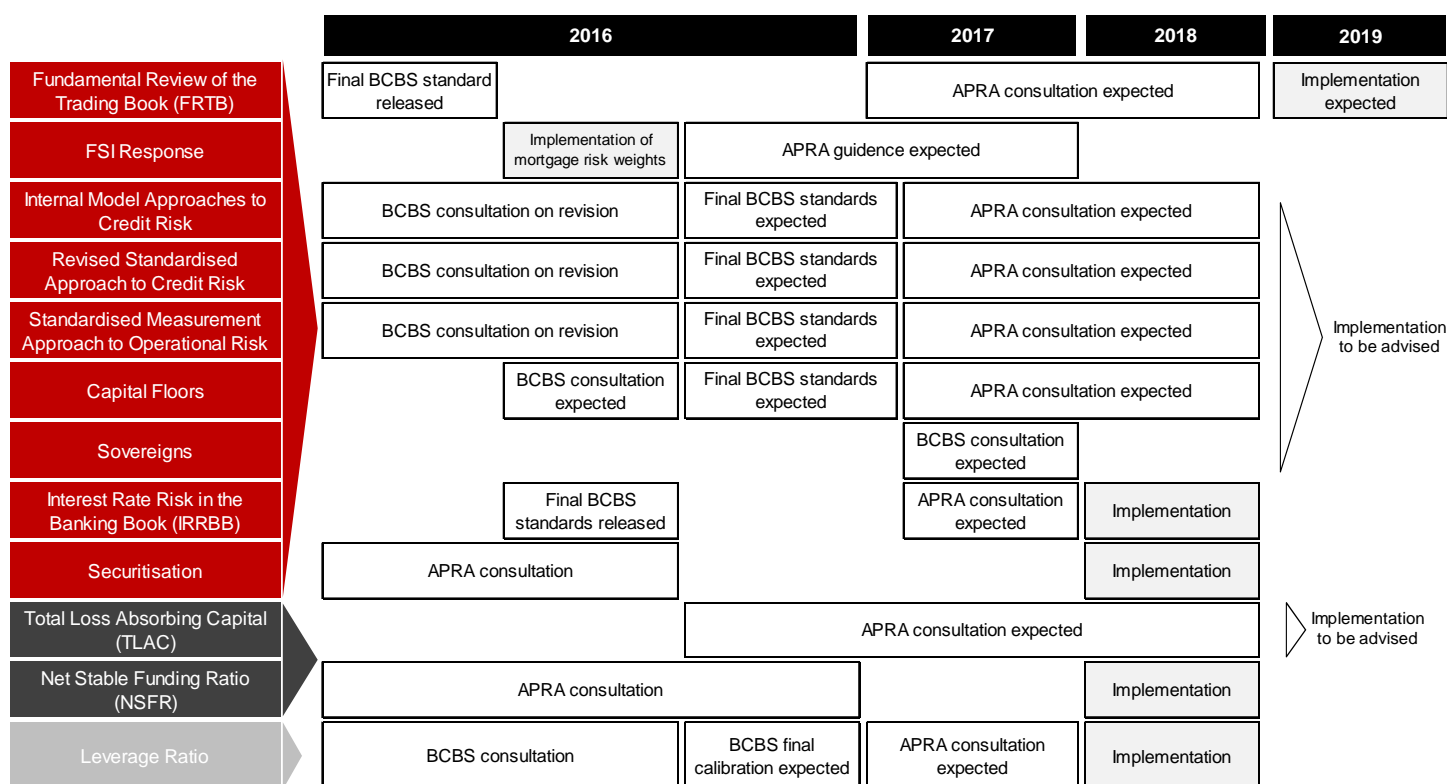 2016
2017
2018
2019
Fundamental Review of the
Trading Book (FRTB)
Final BCBS standard
released
APRA consultation expected
Implementation
expected
FSI Response
Implementation of
mortgage risk weights
APRA guidence expected
Internal Model Approaches to
Credit Risk
BCBS consultation on revision
Final BCBS standards
expected
APRA consultation expected
Revised Standardised
Approach to Credit Risk
BCBS consultation on revision
Final BCBS standards
expected
APRA consultation expected
Standardised Measurement
Approach to Operational Risk
BCBS consultation on revision
Final BCBS standards
expected
APRA consultation expected
Implementation
to be advised
Capital Floors
BCBS consultation
expected
Final BCBS standards
expected
APRA consultation expected
Sovereigns
BCBS consultation
expected
Interest Rate Risk in the
Banking Book (IRRBB)
Final BCBS
standards released
APRA consultation
expected
Implementation
Securitisation
APRA consultation
Implementation
Total Loss Absorbing Capital
(TLAC)
APRA consultation expected
Implementation
to be advised
Net Stable Funding Ratio
(NSFR)
APRA consultation
Implementation
Leverage Ratio
BCBS consultation
BCBS final
calibration expected
APRA consultation
expected
Implementation